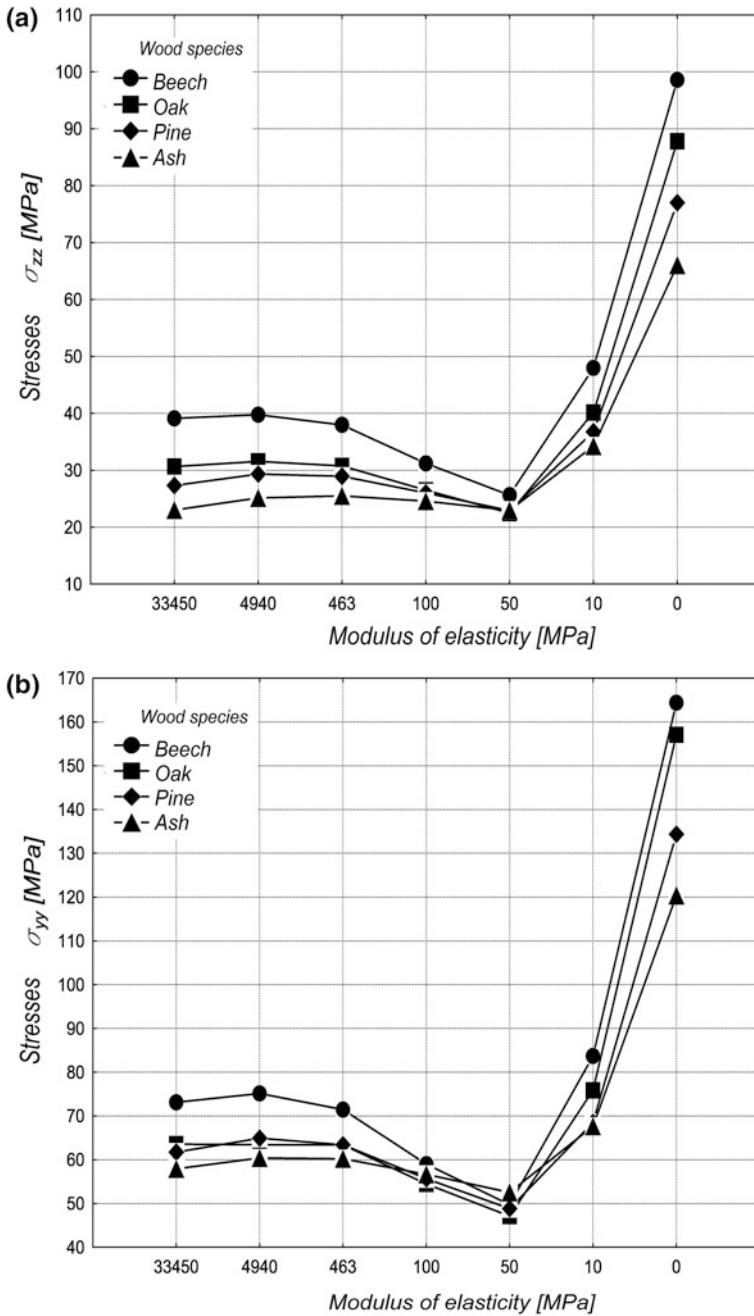 (a)
110
100
90
80
70
60
50
40
30
20
10
Stresses σzz [MPa]
Wood species
Beech
Oak
Pine
Ash
33450 4940 463 100 50 10 0
Modulus of elasticity [MPa]
(b)
170
160
150
140
130
120
110
100
90
80
70
60
50
40
Stresses σyy [MPa]
Wood species
Beech
Oak
Pine
Ash
33450 4940 463 100 50 10 0
Modulus of elasticity [MPa]